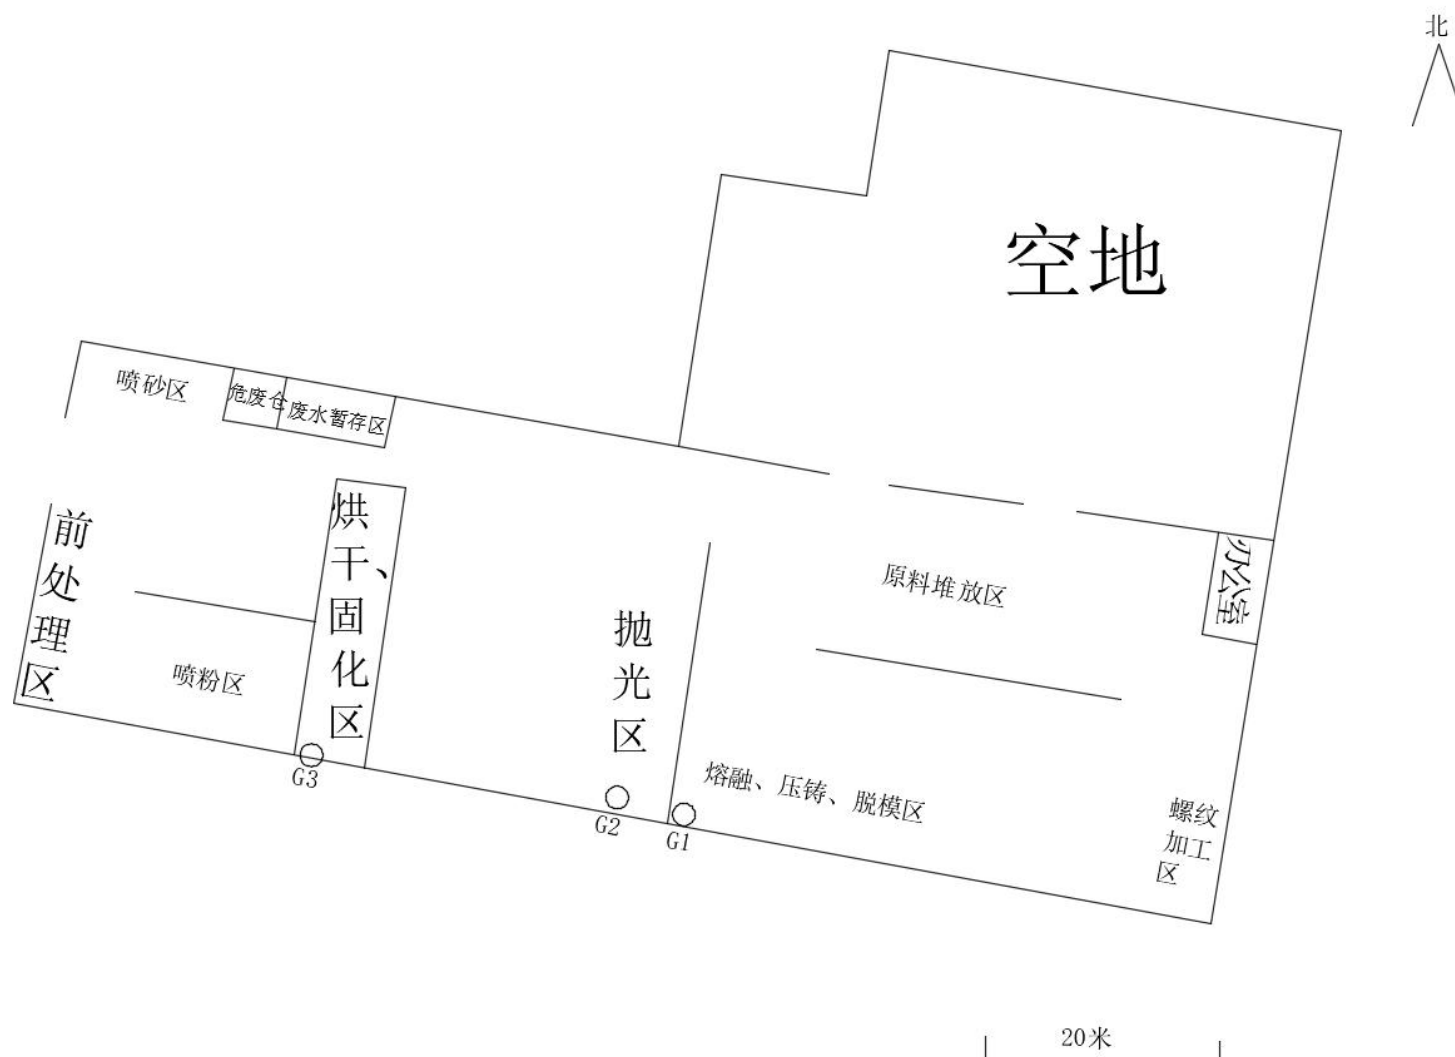 北
空地
喷砂区
危废仓
废水暂存区
前处理区
烘干、固化区
喷粉区
抛光区
原料堆放区
办公室
熔融、压铸、脱模区
螺纹
加工
区
G3
G2
G1
20米